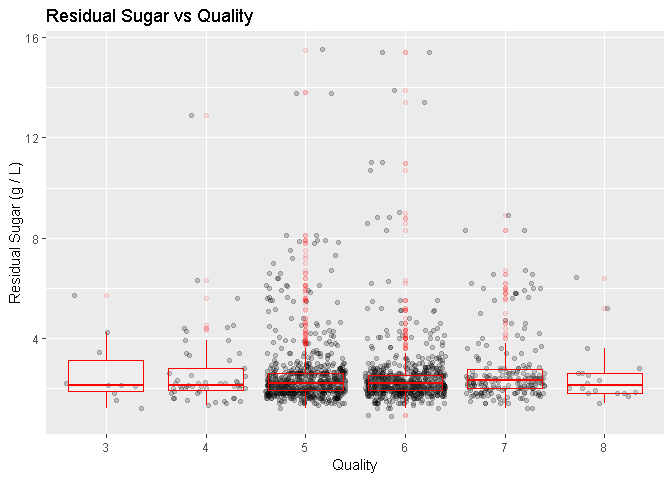 Residual Sugar vs Quality
Residual Sugar (g / L)
16
12
8
4
3 4 5 6 7 8
Quality